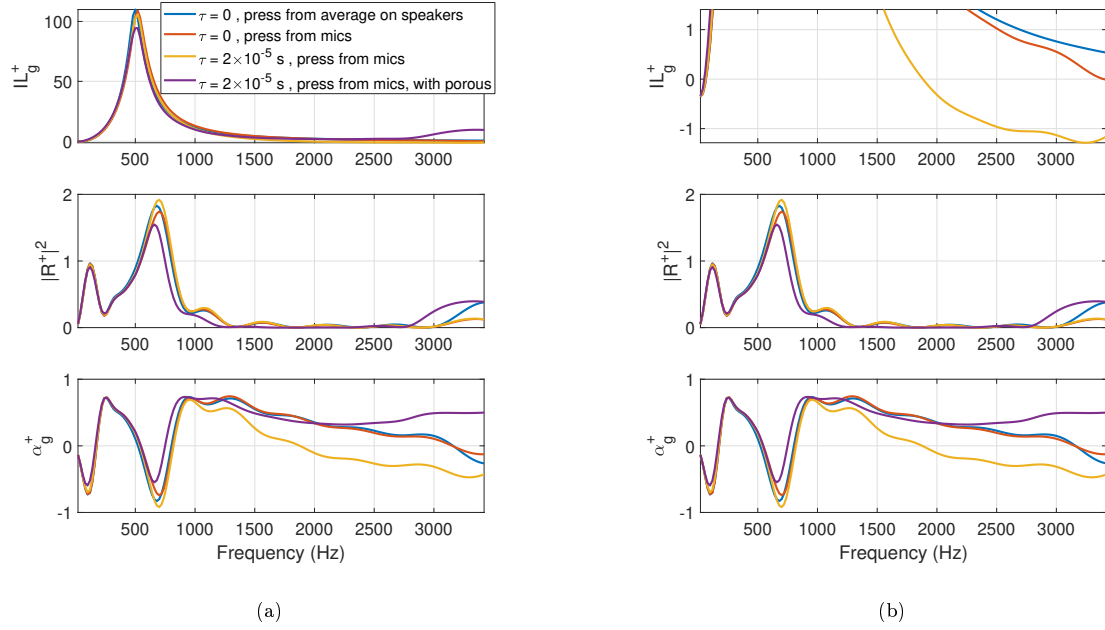 IL_g^+
100
50
0
500 1000 1500 2000 2500 3000
τ = 0 , press from average on speakers
τ = 0 , press from mics
τ = 2×10^-5 s , press from mics
τ = 2×10^-5 s , press from mics, with porous
|R^+|^2
2
1
0
500 1000 1500 2000 2500 3000
α_g^+
1
0
-1
500 1000 1500 2000 2500 3000
Frequency (Hz)
(a)
IL_g^+
1
0
-1
500 1000 1500 2000 2500 3000
|R^+|^2
2
1
0
500 1000 1500 2000 2500 3000
α_g^+
1
0
-1
500 1000 1500 2000 2500 3000
Frequency (Hz)
(b)